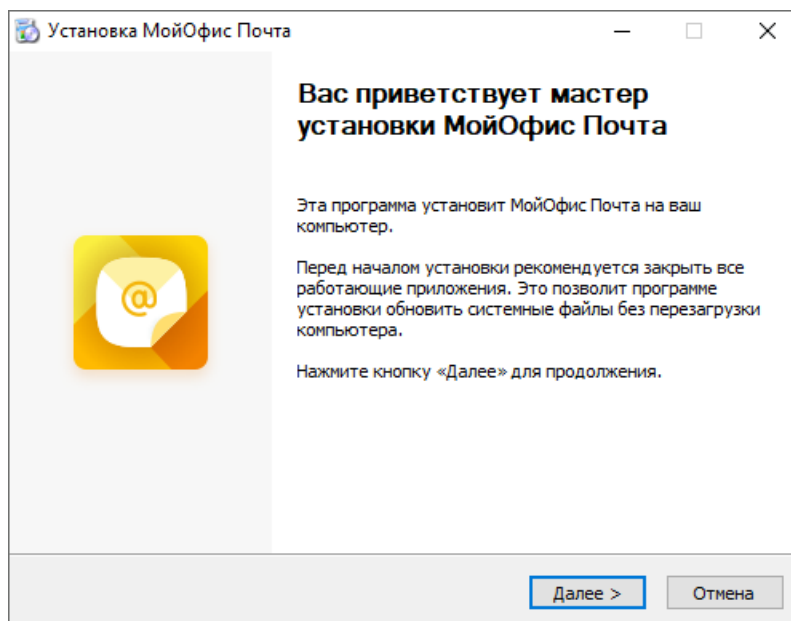 Установка МойОфис Почта
Вас приветствует мастер
установки МойОфис Почта
Эта программа установит МойОфис Почта на ваш
компьютер.
Перед началом установки рекомендуется закрыть все
работающие приложения. Это позволит программе
установки обновить системные файлы без перезагрузки
компьютера.
@
Нажмите кнопку «Далее» для продолжения.
Далее >
Отмена